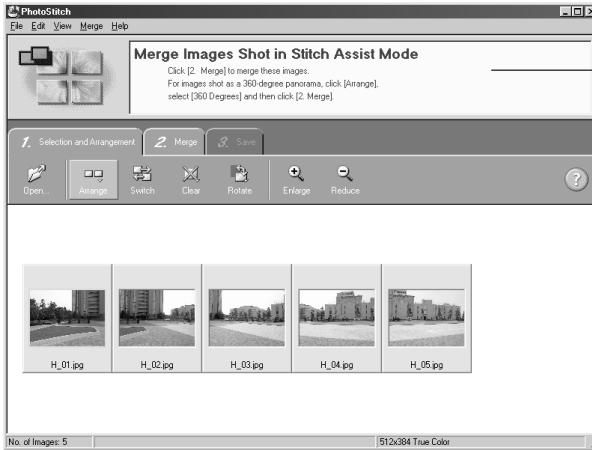 PhotoStitch
File Edit View Merge Help
Merge Images Shot in Stitch Assist Mode
Click [2. Merge] to merge these images.
For images shot as a 360-degree panorama, click [Arrange],
select [360 Degrees] and then click [2. Merge].
1. Selection and Arrangement 2. Merge 3. Save
Open... Arrange Switch Clear Rotate Enlarge Reduce ?
H_01.jpg H_02.jpg H_03.jpg H_04.jpg H_05.jpg
No. of Images: 5 512x384 True Color